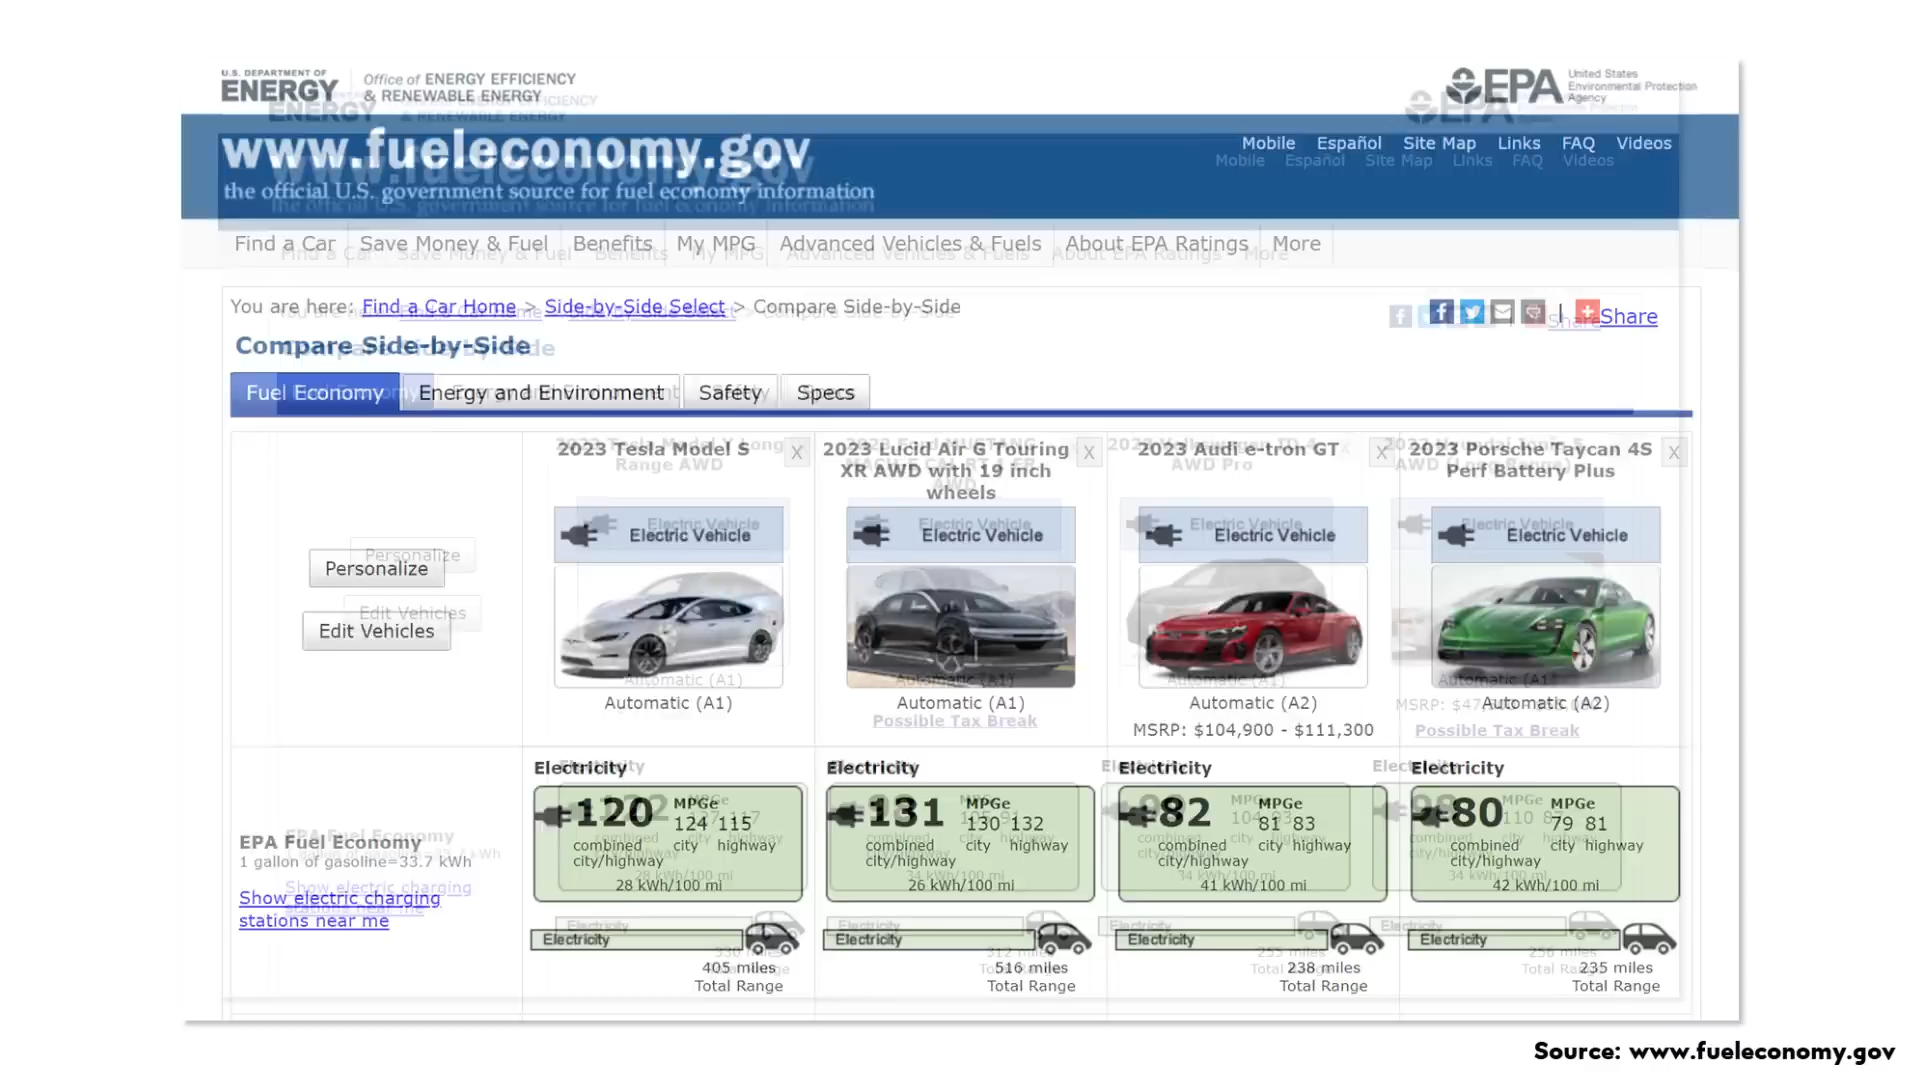 U.S. DEPARTMENT OF
ENERGY
Office of ENERGY EFFICIENCY
& RENEWABLE ENERGY
EPA
United States
Environmental Protection
Agency
www.fueleconomy.gov
the official U.S. government source for fuel economy information
Mobile Español Site Map Links FAQ Videos
Find a Car Save Money & Fuel Benefits My MPG Advanced Vehicles & Fuels About EPA Ratings More
You are here: Find a Car Home > Side-by-Side Select > Compare Side-by-Side
Share
Compare Side-by-Side
Fuel Economy Energy and Environment Safety Specs
2023 Tesla Model S X
2023 Lucid Air G Touring
XR AWD with 19 inch
wheels X
2023 Audi e-tron GT X
2023 Porsche Taycan 4S
Perf Battery Plus X
Personalize
Edit Vehicles
Electric Vehicle Electric Vehicle Electric Vehicle Electric Vehicle
Automatic (A1) Automatic (A1) Automatic (A2) Automatic (A2)
Possible Tax Break
MSRP: $104,900 - $111,300
Possible Tax Break
EPA Fuel Economy
1 gallon of gasoline=33.7 kWh
Show electric charging
stations near me
Electricity
120 MPGe
124 115
combined city highway
city/highway
28 kWh/100 mi
Electricity
405 miles
Total Range
Electricity
131 MPGe
130 132
combined city highway
city/highway
26 kWh/100 mi
Electricity
516 miles
Total Range
Electricity
82 MPGe
81 83
combined city highway
city/highway
41 kWh/100 mi
Electricity
238 miles
Total Range
Electricity
80 MPGe
79 81
combined city highway
city/highway
42 kWh/100 mi
Electricity
235 miles
Total Range
Source: www.fueleconomy.gov